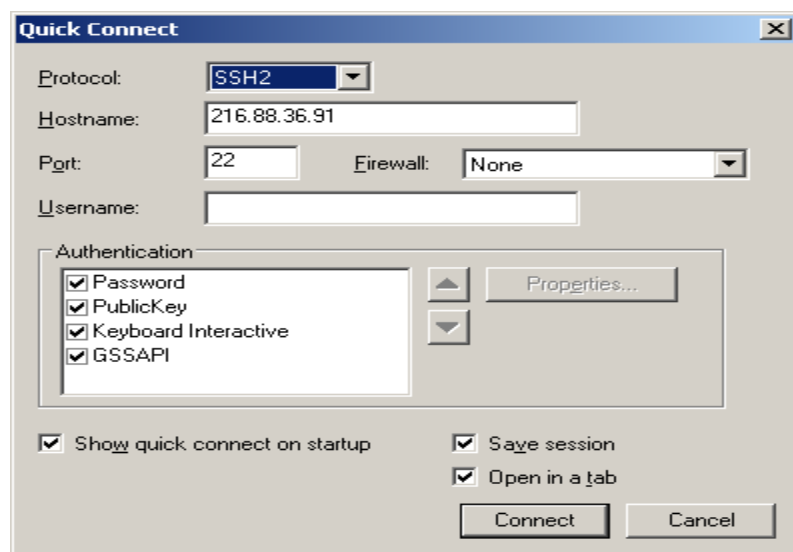 Quick Connect
Protocol: SSH2
Hostname: 216.88.36.91
Port: 22 Firewall: None
Username:
Authentication
Password
PublicKey
Keyboard Interactive
GSSAPI
Properties...
Show quick connect on startup
Save session
Open in a tab
Connect Cancel